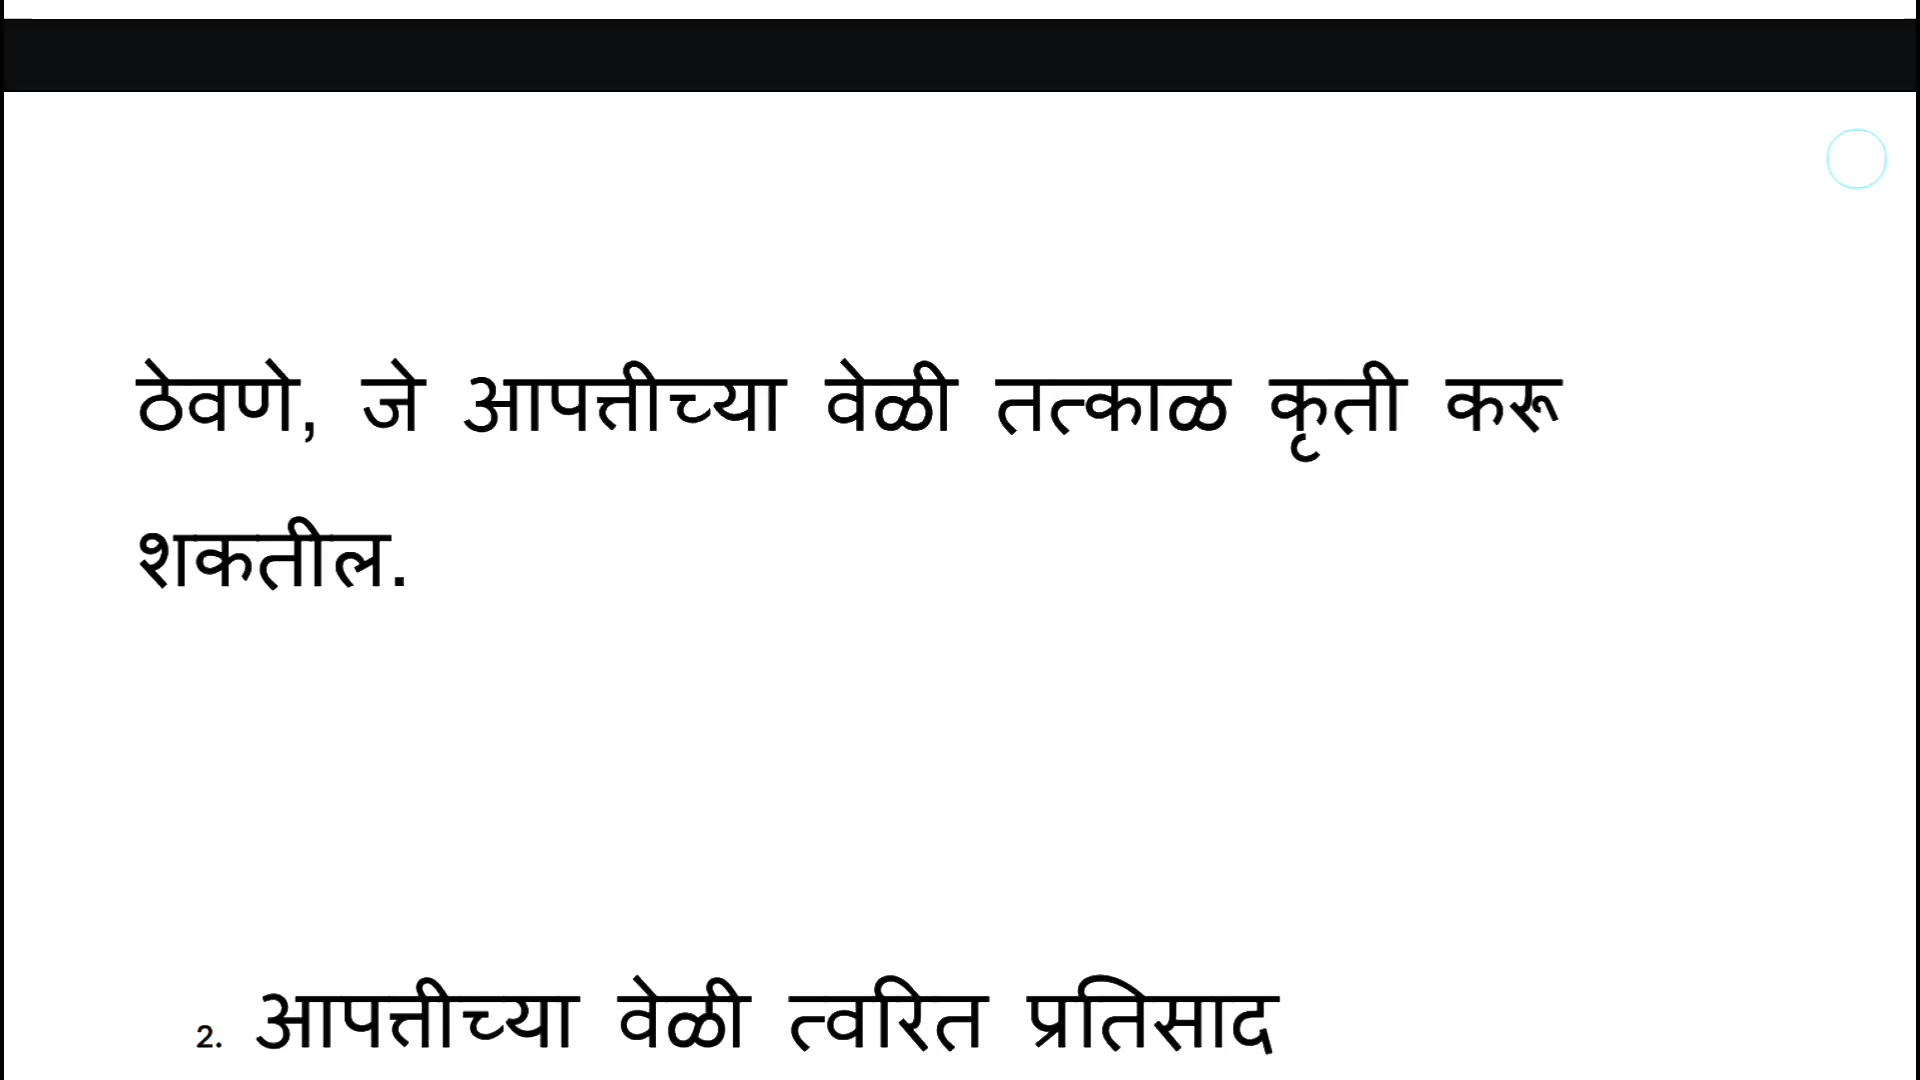 ठेवणे, जे आपत्तीच्या वेळी तत्काळ कृती करू
शकतील.
2. आपत्तीच्या वेळी त्वरित प्रतिसाद